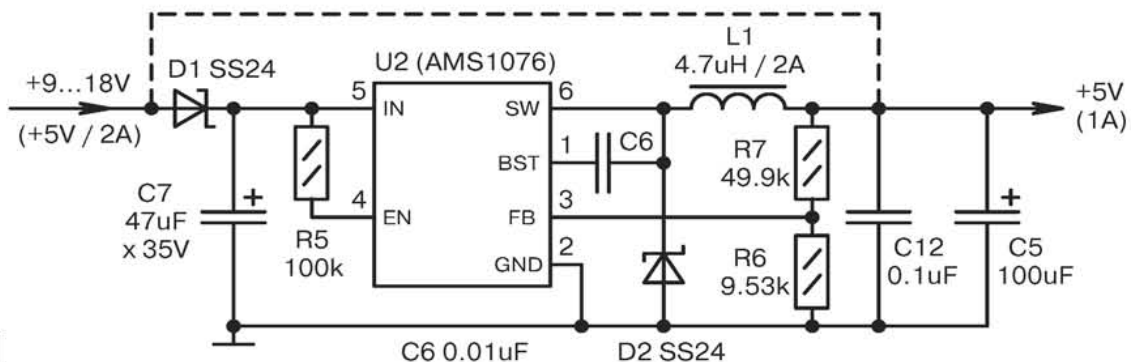 +9...18V
(+5V / 2A)
D1 SS24
U2 (AMS1076)
L1
4.7uH / 2A
+5V
(1A)
5
IN
SW
6
BST
1
C6
4
EN
FB
3
GND
2
C7
47uF
x 35V
R5
100k
R7
49.9k
R6
9.53k
C12
0.1uF
C5
100uF
+
+
C6 0.01uF
D2 SS24